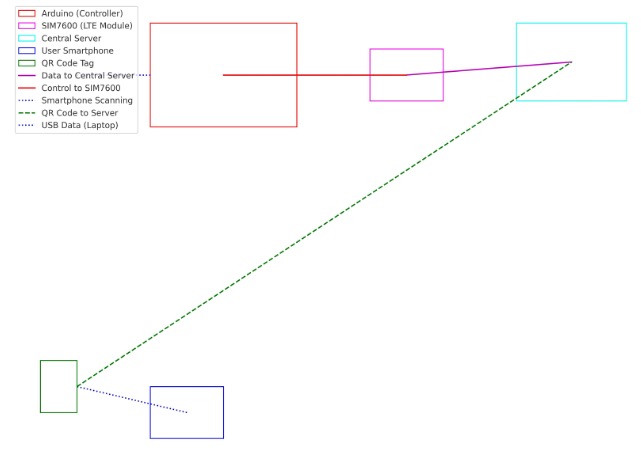 Arduino (Controller)
SIM7600 (LTE Module)
Central Server
User Smartphone
QR Code Tag
Data to Central Server
Control to SIM7600
Smartphone Scanning
QR Code to Server
USB Data (Laptop)